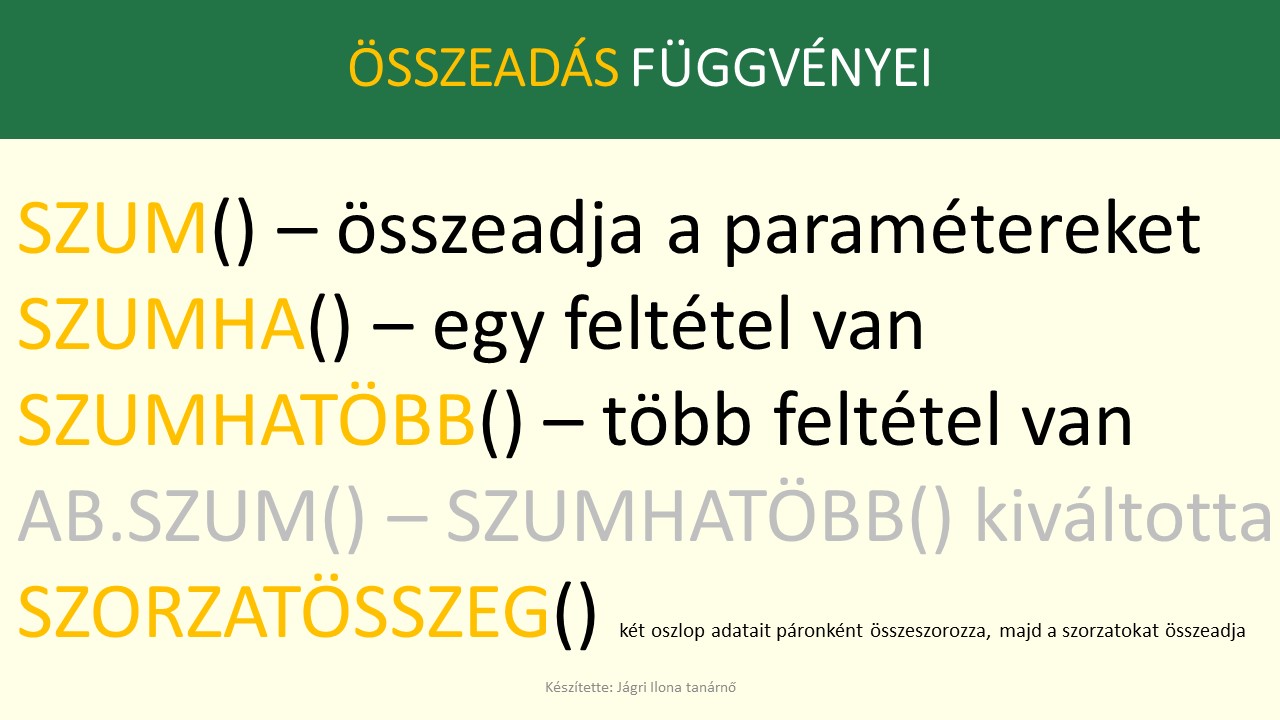 ÖSSZEADÁS FÜGGVÉNYEI
SZUM() – összeadja a paramétereket
SZUMHA() – egy feltétel van
SZUMHATÖBB() – több feltétel van
AB.SZUM() – SZUMHATÖBB() kiváltotta
SZORZATÖSSZEG() két oszlop adatait páronként összeszorozza, majd a szorzatokat összeadja
Készítette: Jágri Ilona tanárnő